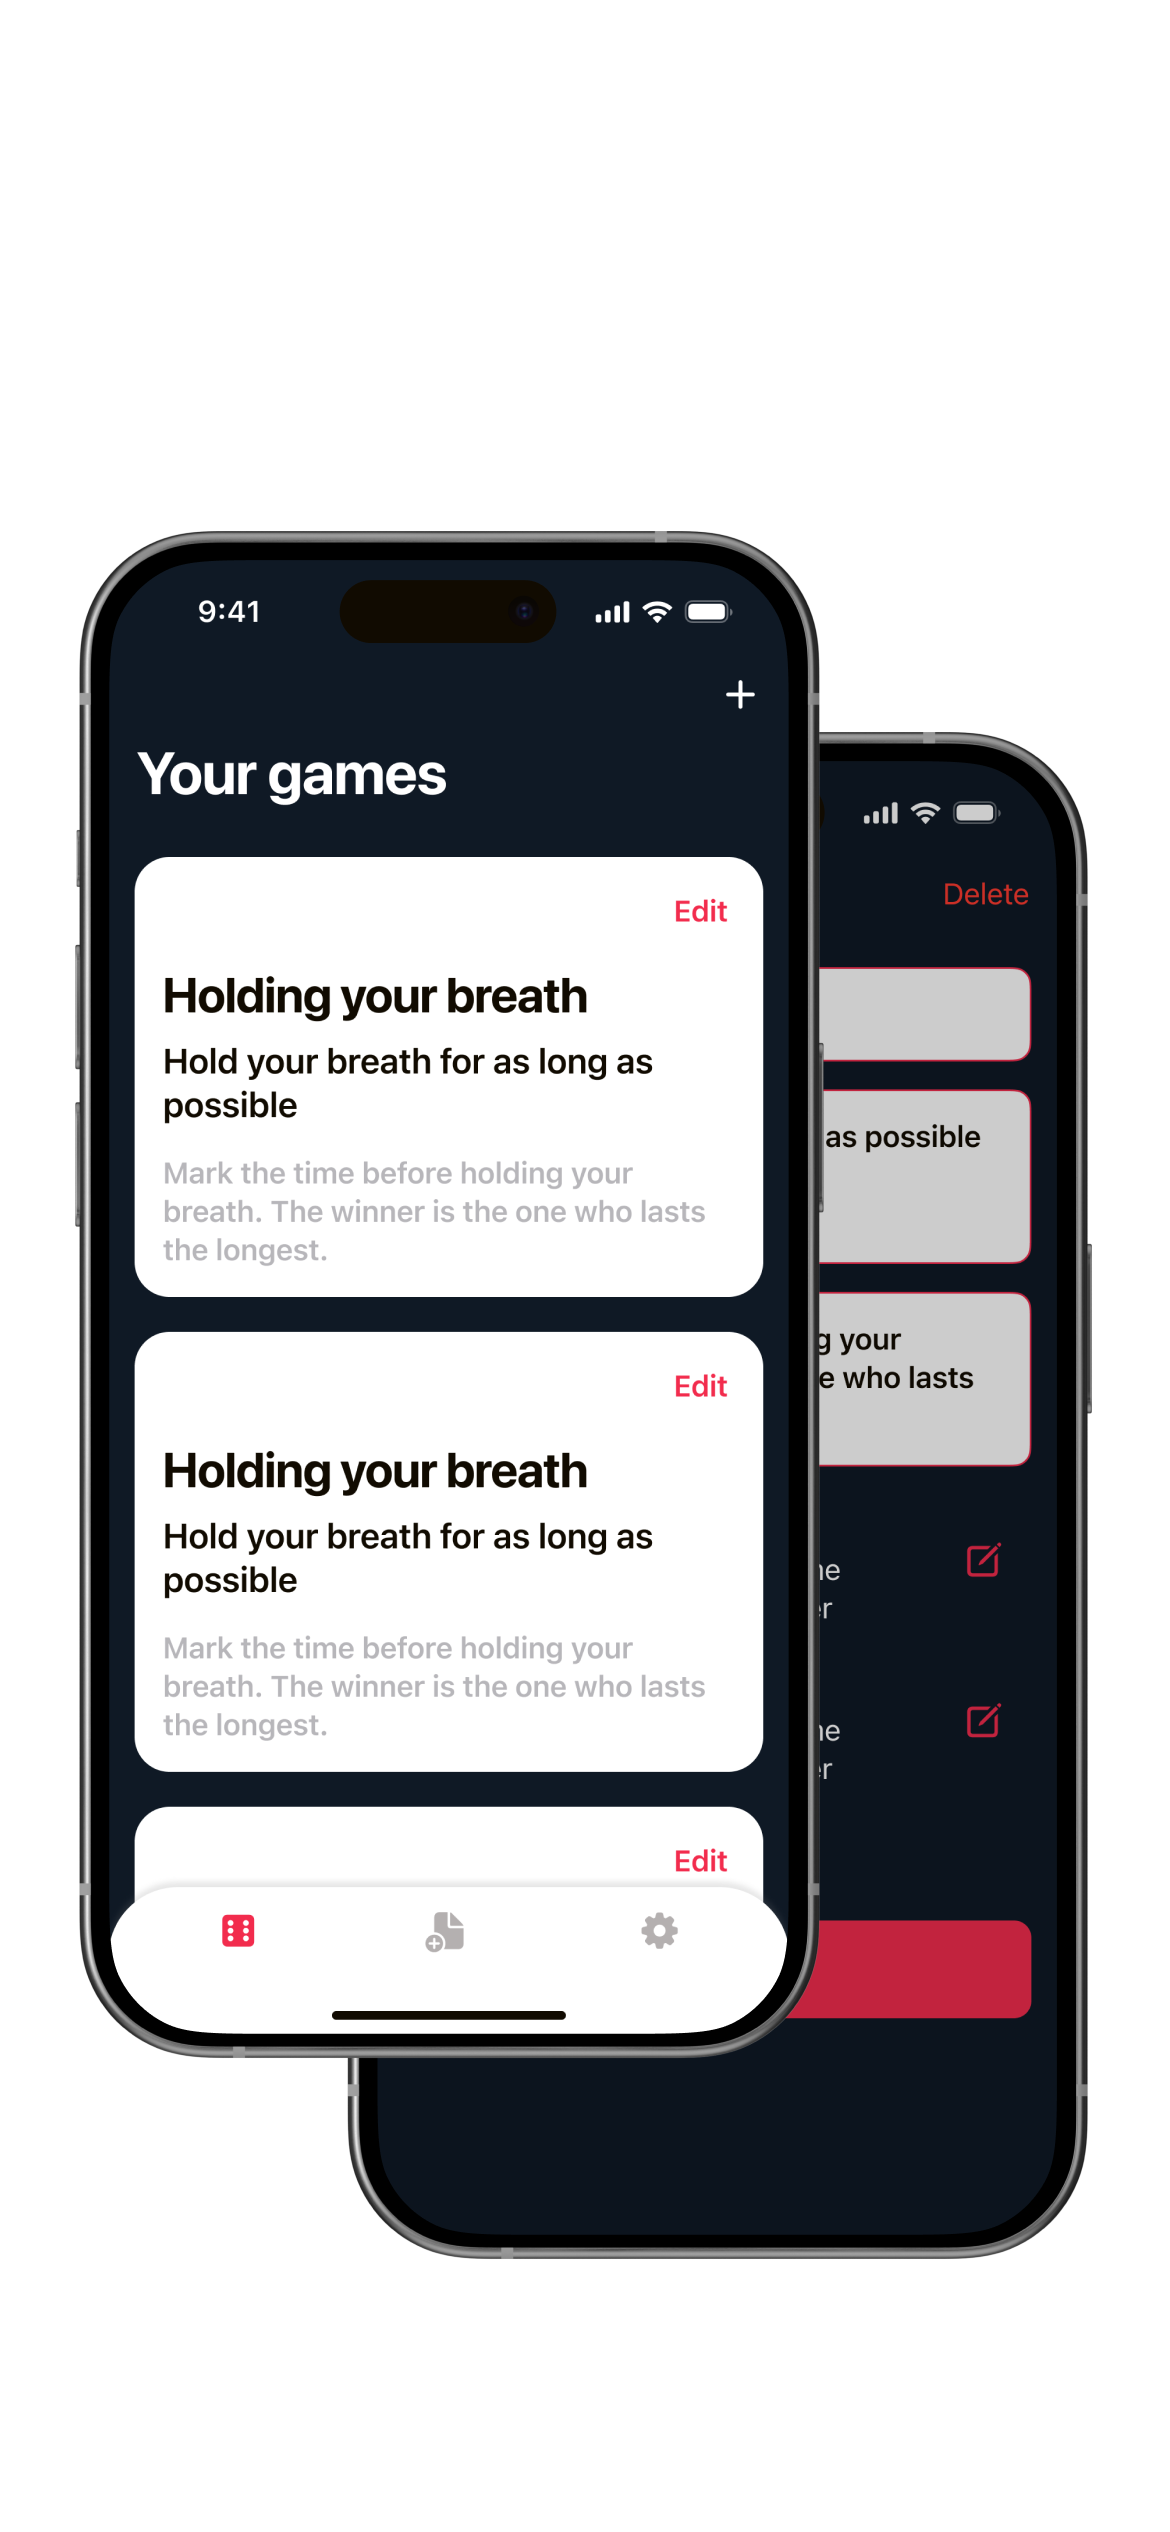 9:41
Your games
Edit
Holding your breath
Hold your breath for as long as
possible
Mark the time before holding your
breath. The winner is the one who lasts
the longest.
Edit
Holding your breath
Hold your breath for as long as
possible
Mark the time before holding your
breath. The winner is the one who lasts
the longest.
Edit
Delete
as possible
your
who lasts